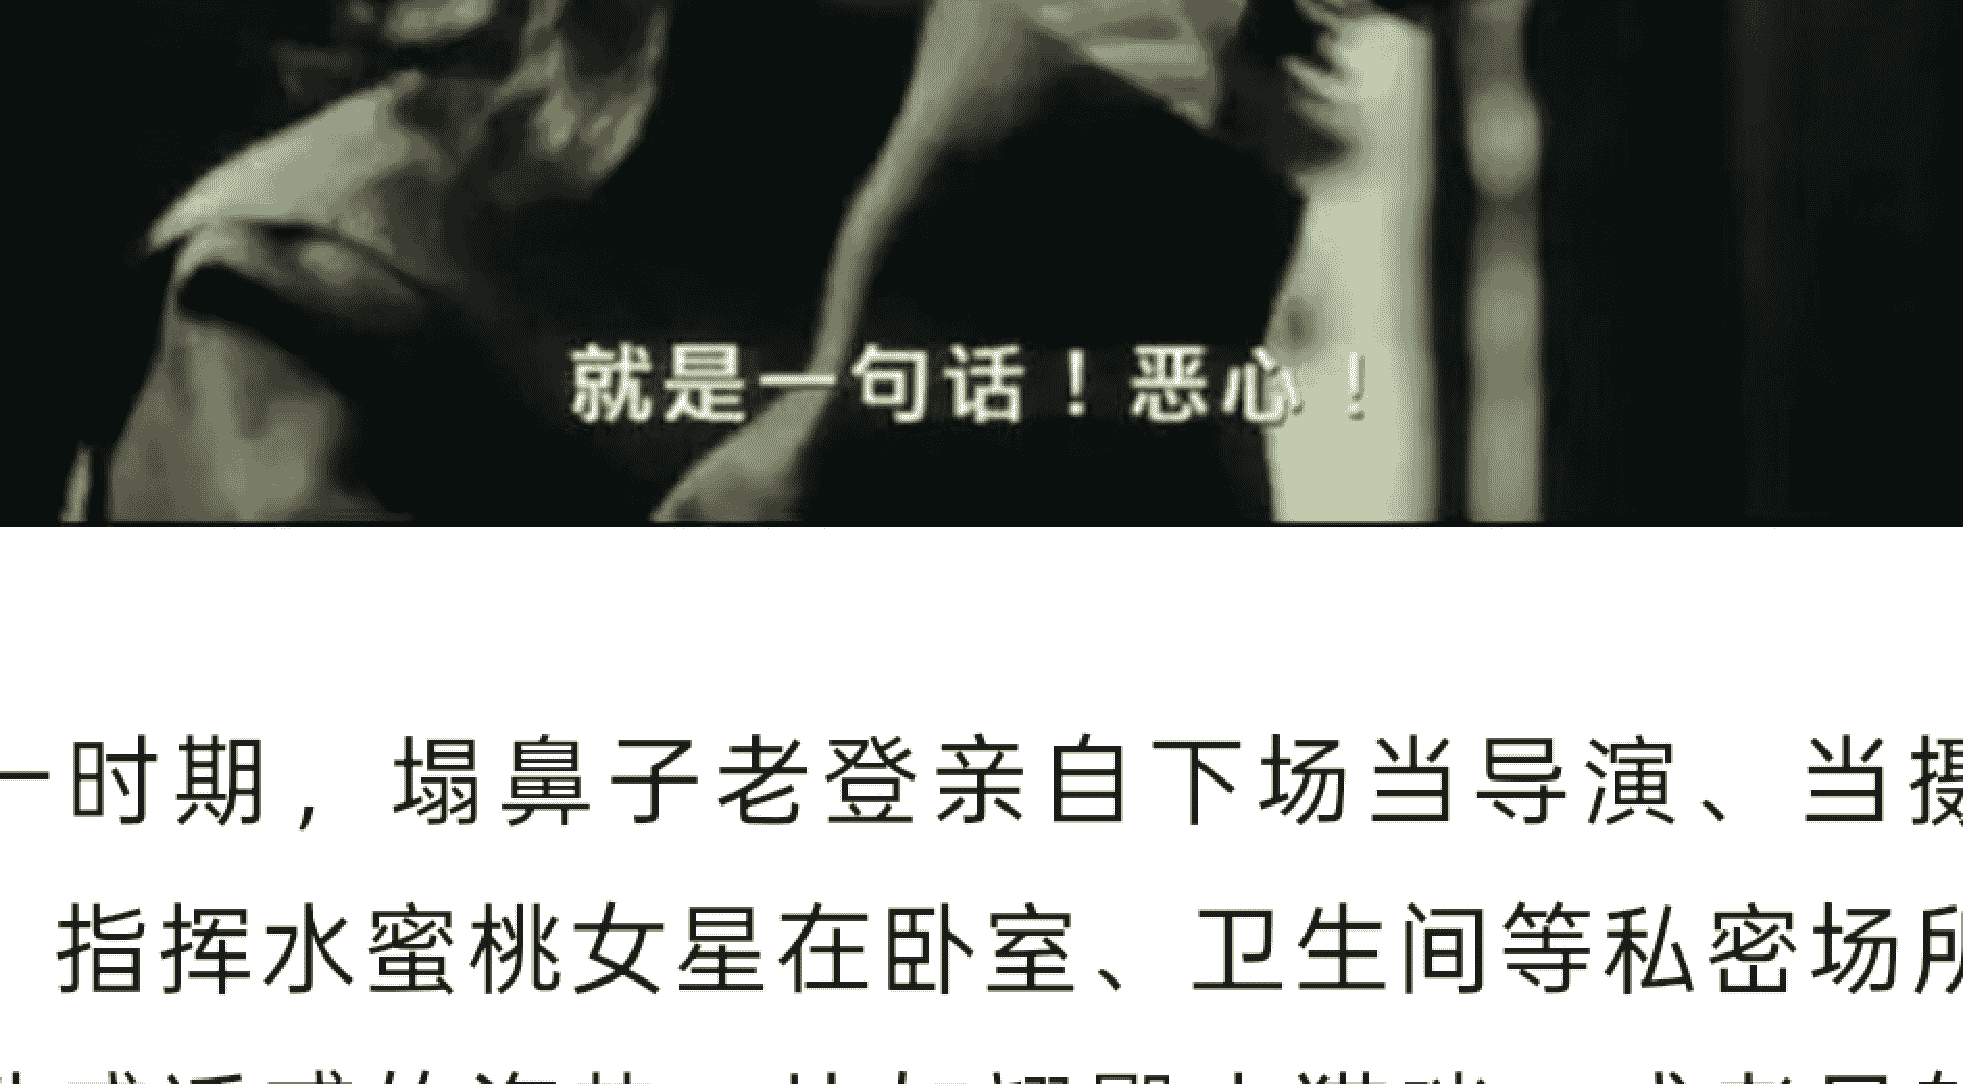 就是一句话！恶心！
一时期，塌鼻子老登亲自下场当导演、当摄
指挥水蜜桃女星在卧室、卫生间等私密场所